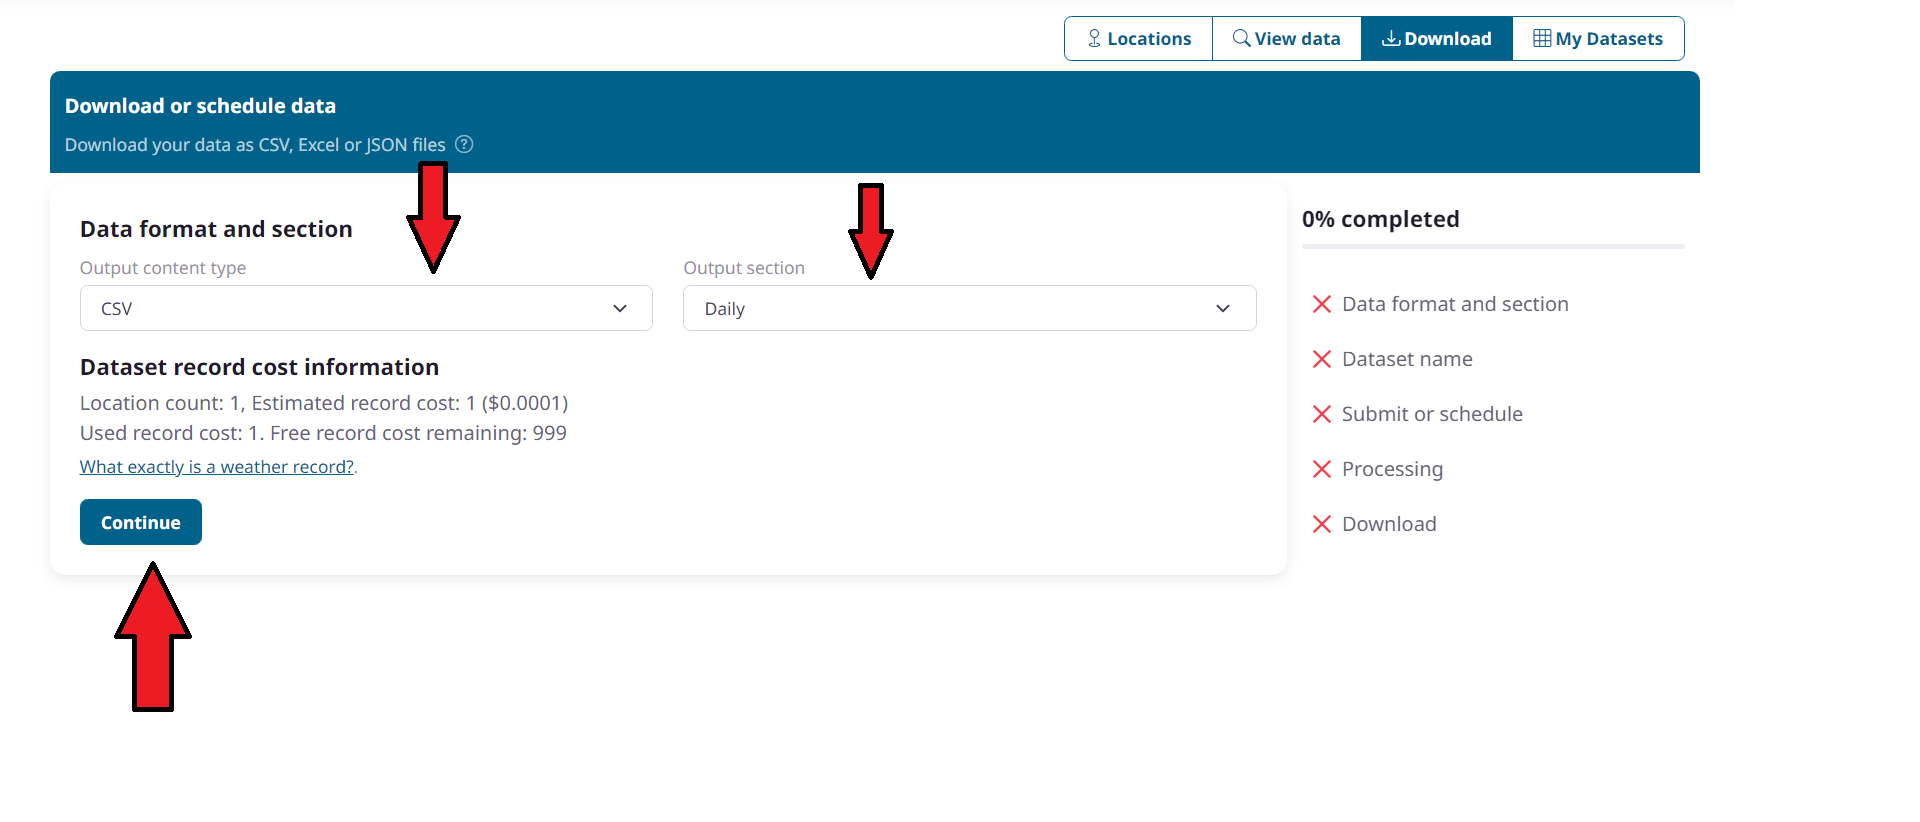 Locations View data Download My Datasets
Download or schedule data
Download your data as CSV, Excel or JSON files ?
Data format and section
Output content type
CSV
Output section
Daily
Dataset record cost information
Location count: 1, Estimated record cost: 1 ($0.0001)
Used record cost: 1. Free record cost remaining: 999
What exactly is a weather record?.
Continue
0% completed
Data format and section
Dataset name
Submit or schedule
Processing
Download